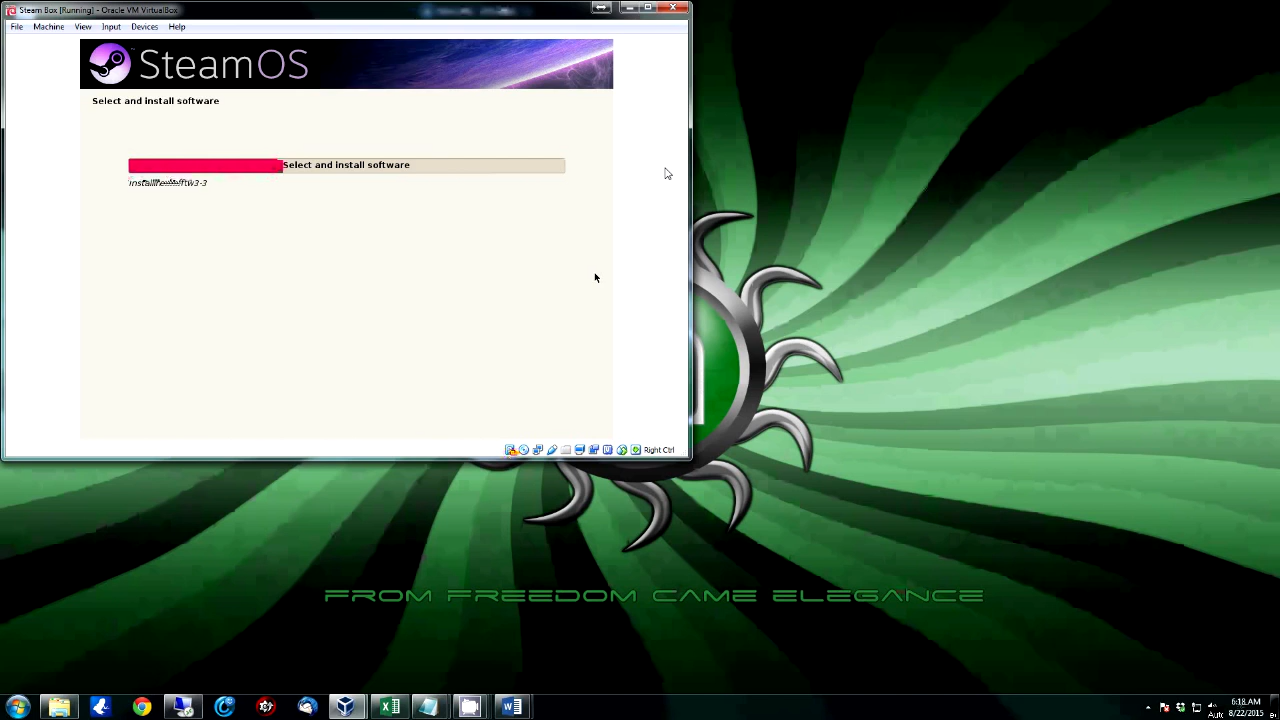 Steam Box [Running] - Oracle VM VirtualBox
File Machine View Input Devices Help
SteamOS
Select and install software
Select and install software
Right Ctrl
FROM FREEDOM CAME ELEGANCE
6:18 AM
8/22/2015